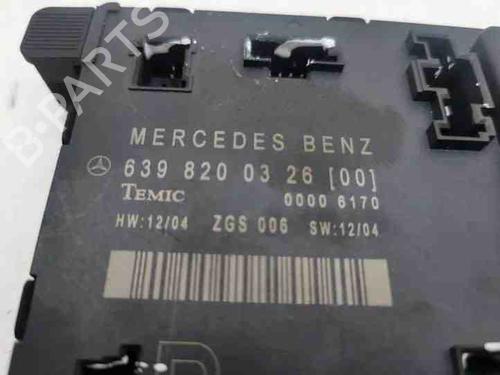 B-PARTS
MERCEDES BENZ
639 820 03 26 [00]
TEMIC 0000 6170
HW:12/04 ZGS 006 SW:12/04